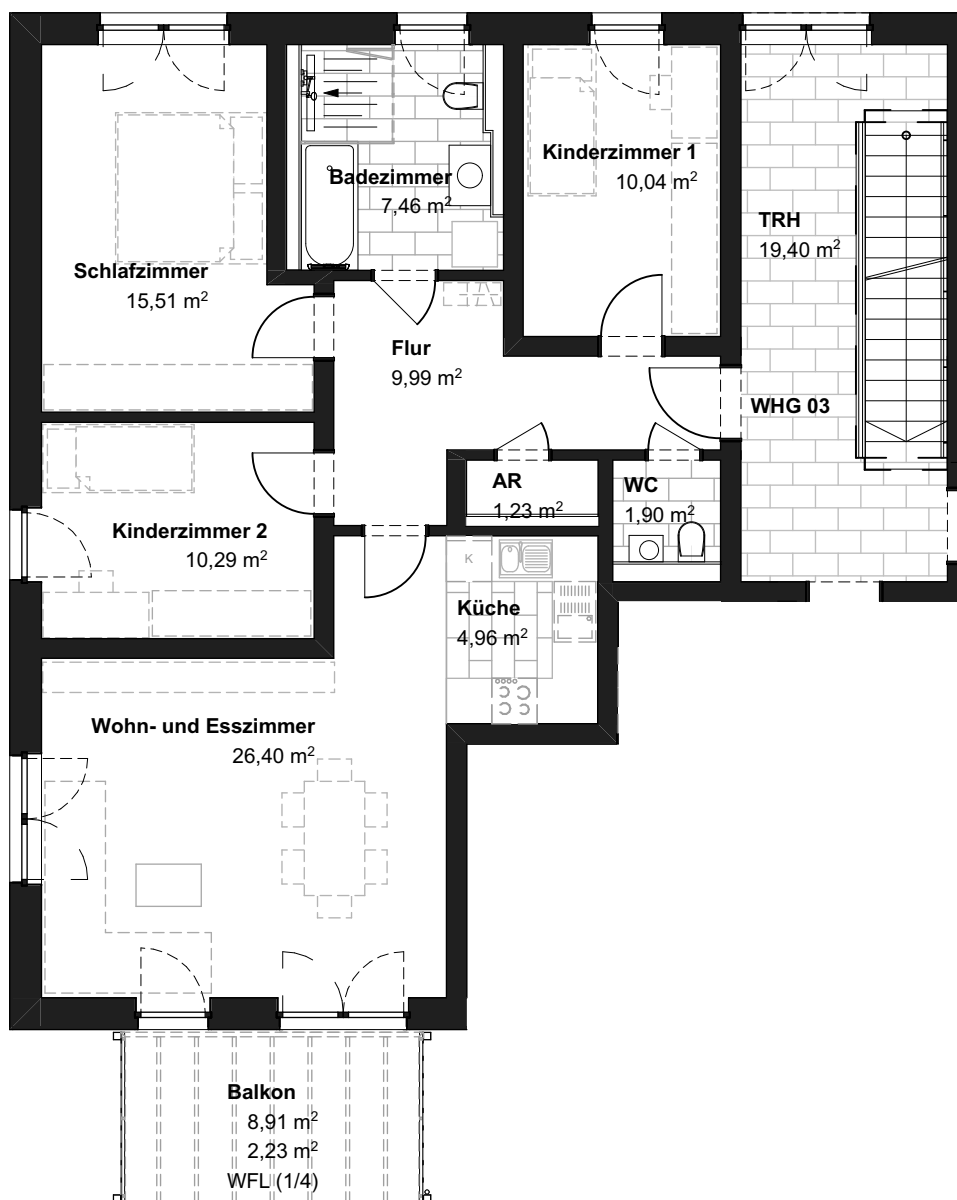 Kinderzimmer 1
10,04 m²
Badezimmer
7,46 m²
TRH
19,40 m²
Schlafzimmer
15,51 m²
Flur
9,99 m²
WHG 03
AR
1,23 m²
WC
1,90 m²
Kinderzimmer 2
10,29 m²
K
Küche
4,96 m²
Wohn- und Esszimmer
26,40 m²
Balkon
8,91 m²
2,23 m²
WFL (1/4)